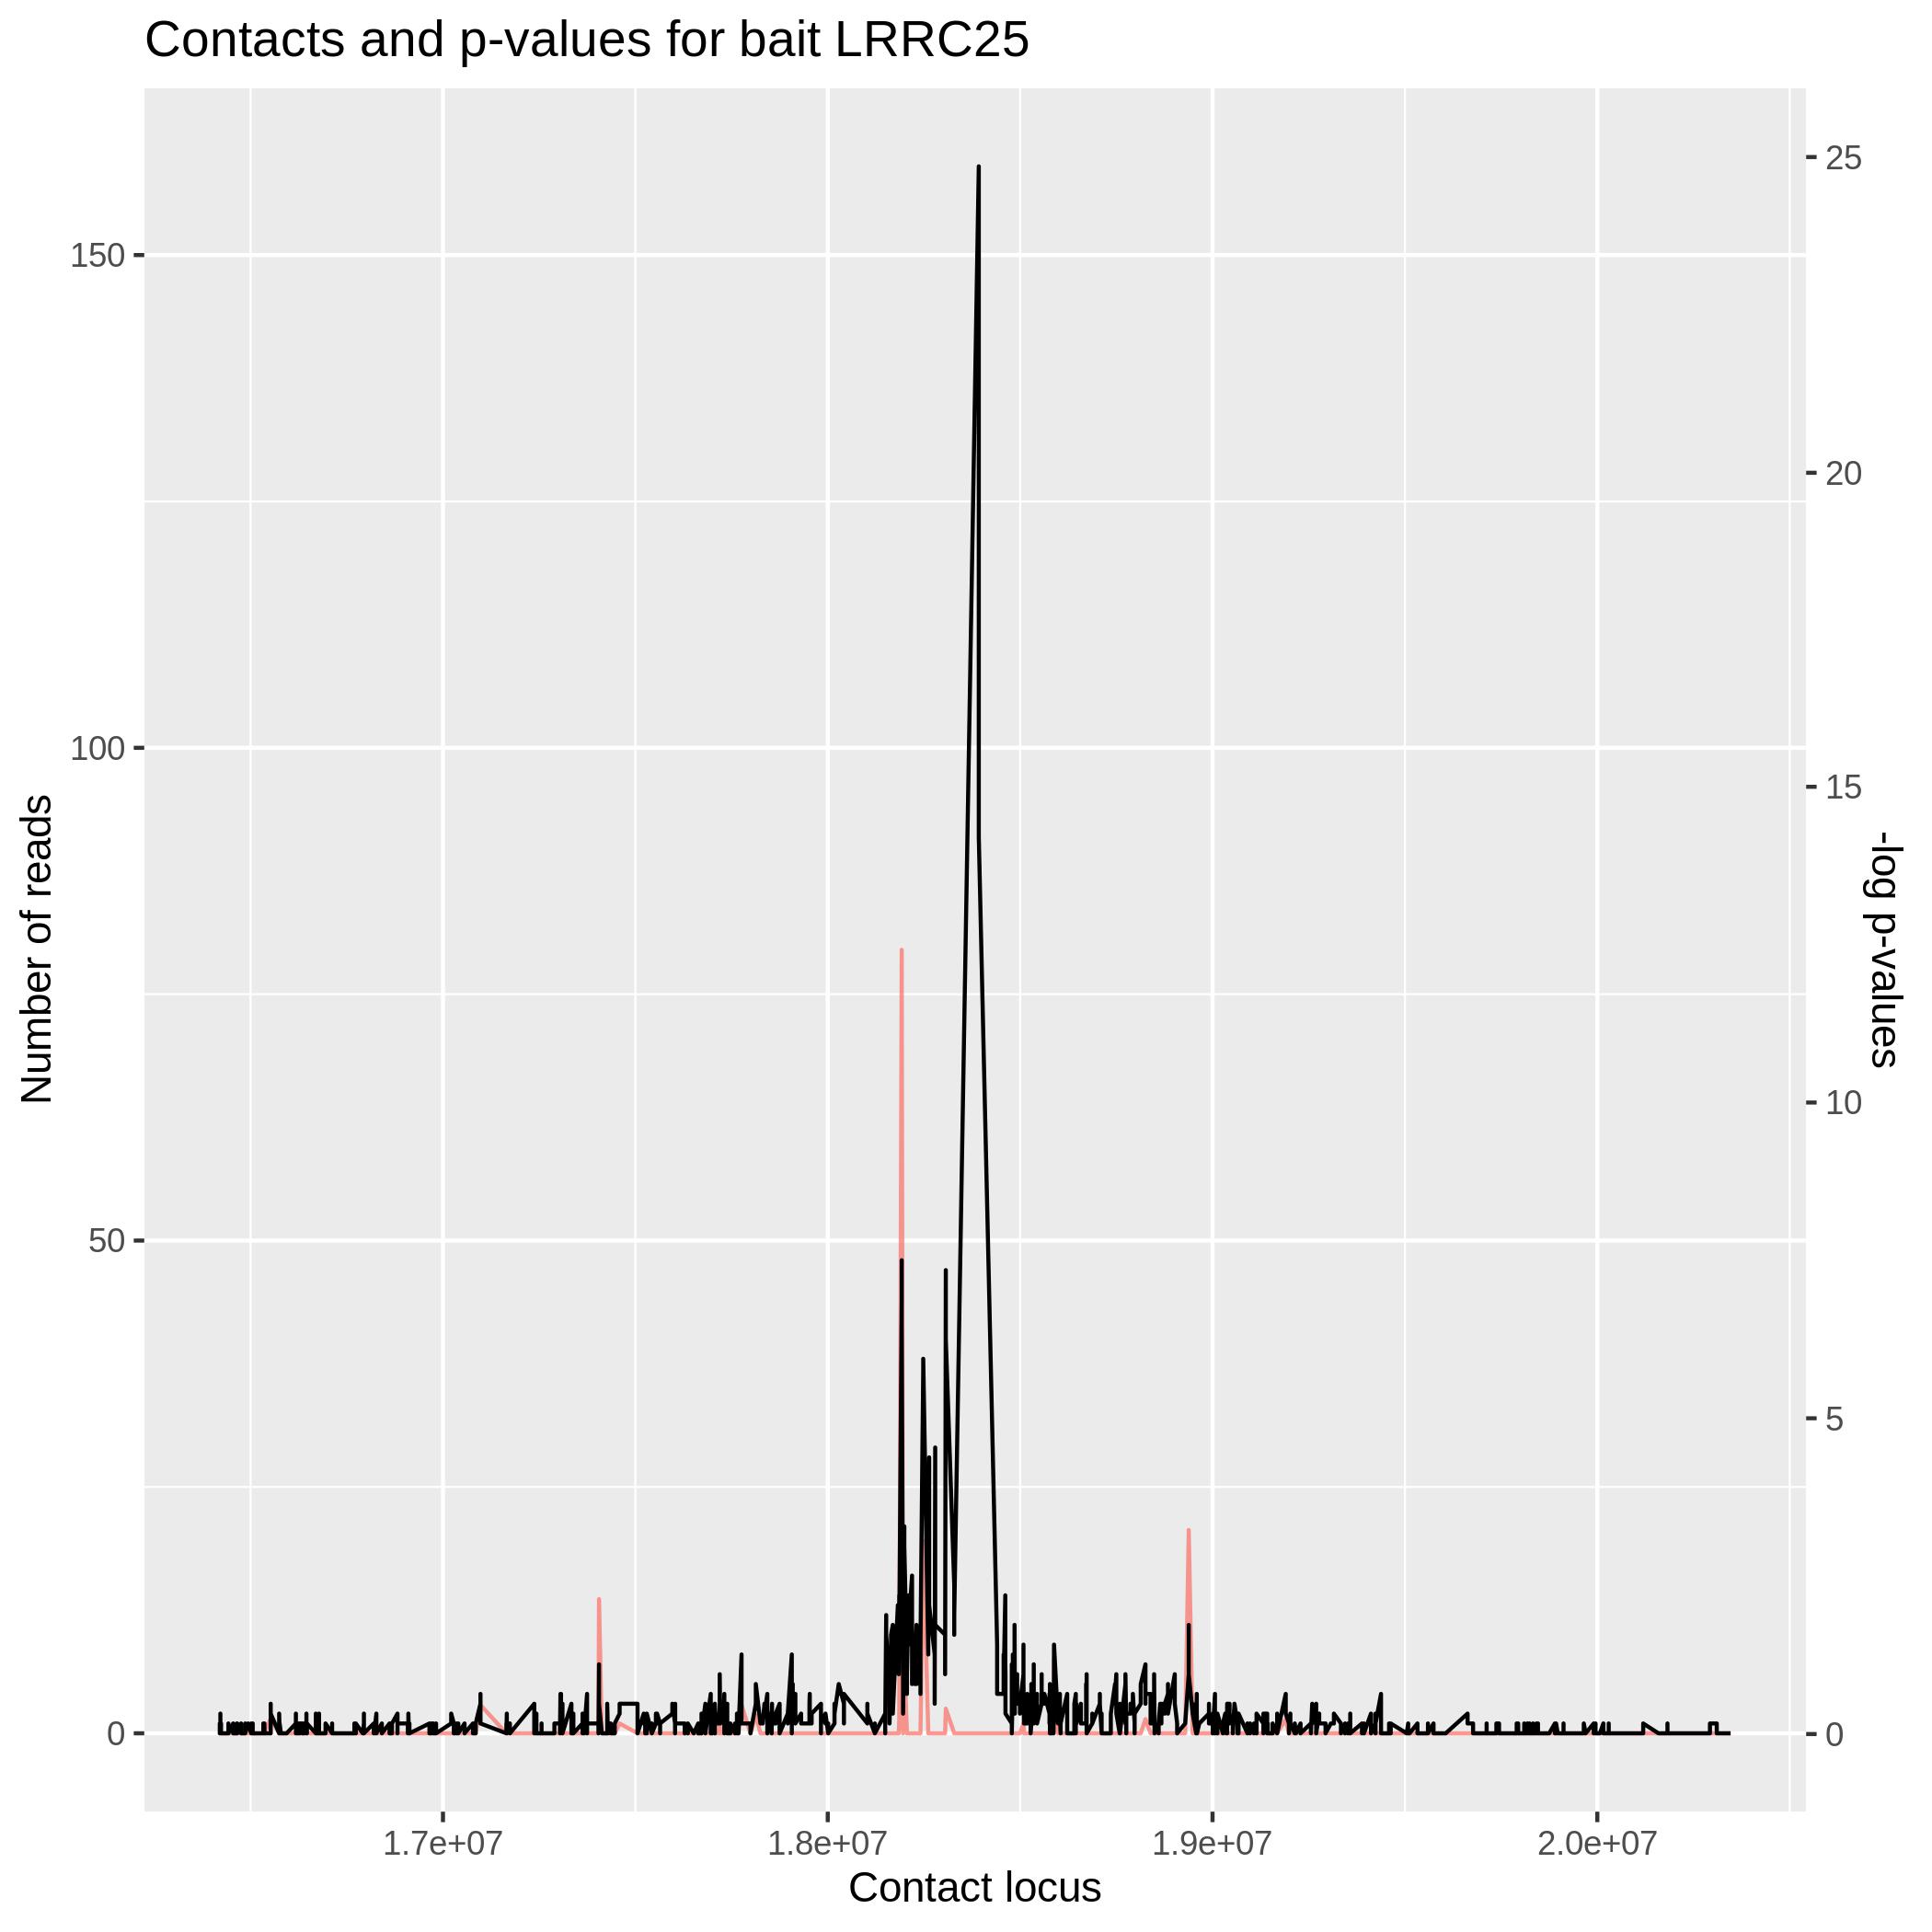 Contacts and p-values for bait LRRC25
150
100
50
0
25
20
15
10
5
0
Number of reads
-log p-values
1.7e+07
1.8e+07
1.9e+07
2.0e+07
Contact locus